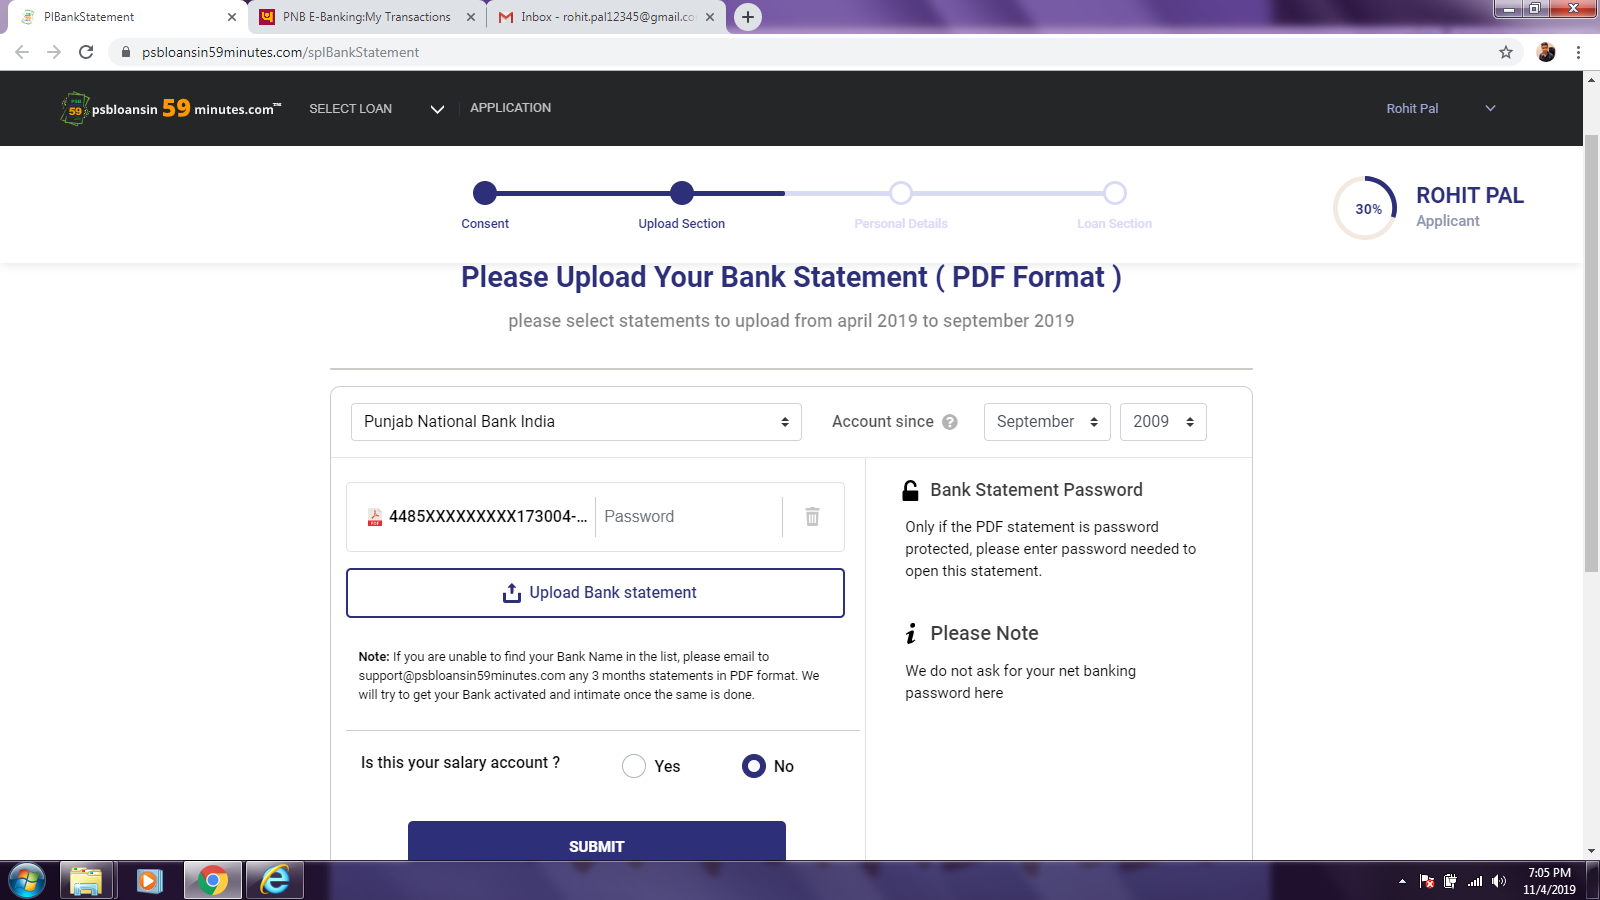 PlBankStatement
PNB E-Banking:My Transactions
Inbox - rohit.pal12345@gmail.co
psbloansin59minutes.com/splBankStatement
PSB 59 psbloansin 59 minutes.com™
SELECT LOAN
APPLICATION
Rohit Pal
Consent
Upload Section
Personal Details
Loan Section
30%
ROHIT PAL
Applicant
Please Upload Your Bank Statement ( PDF Format )
please select statements to upload from april 2019 to september 2019
Punjab National Bank India
Account since ?
September
2009
PDF 4485XXXXXXXXX173004-...
Password
Upload Bank statement
Note: If you are unable to find your Bank Name in the list, please email to
support@psbloansin59minutes.com any 3 months statements in PDF format. We
will try to get your Bank activated and intimate once the same is done.
Is this your salary account ?
Yes
No
SUBMIT
Bank Statement Password
Only if the PDF statement is password
protected, please enter password needed to
open this statement.
Please Note
We do not ask for your net banking
password here
7:05 PM
11/4/2019